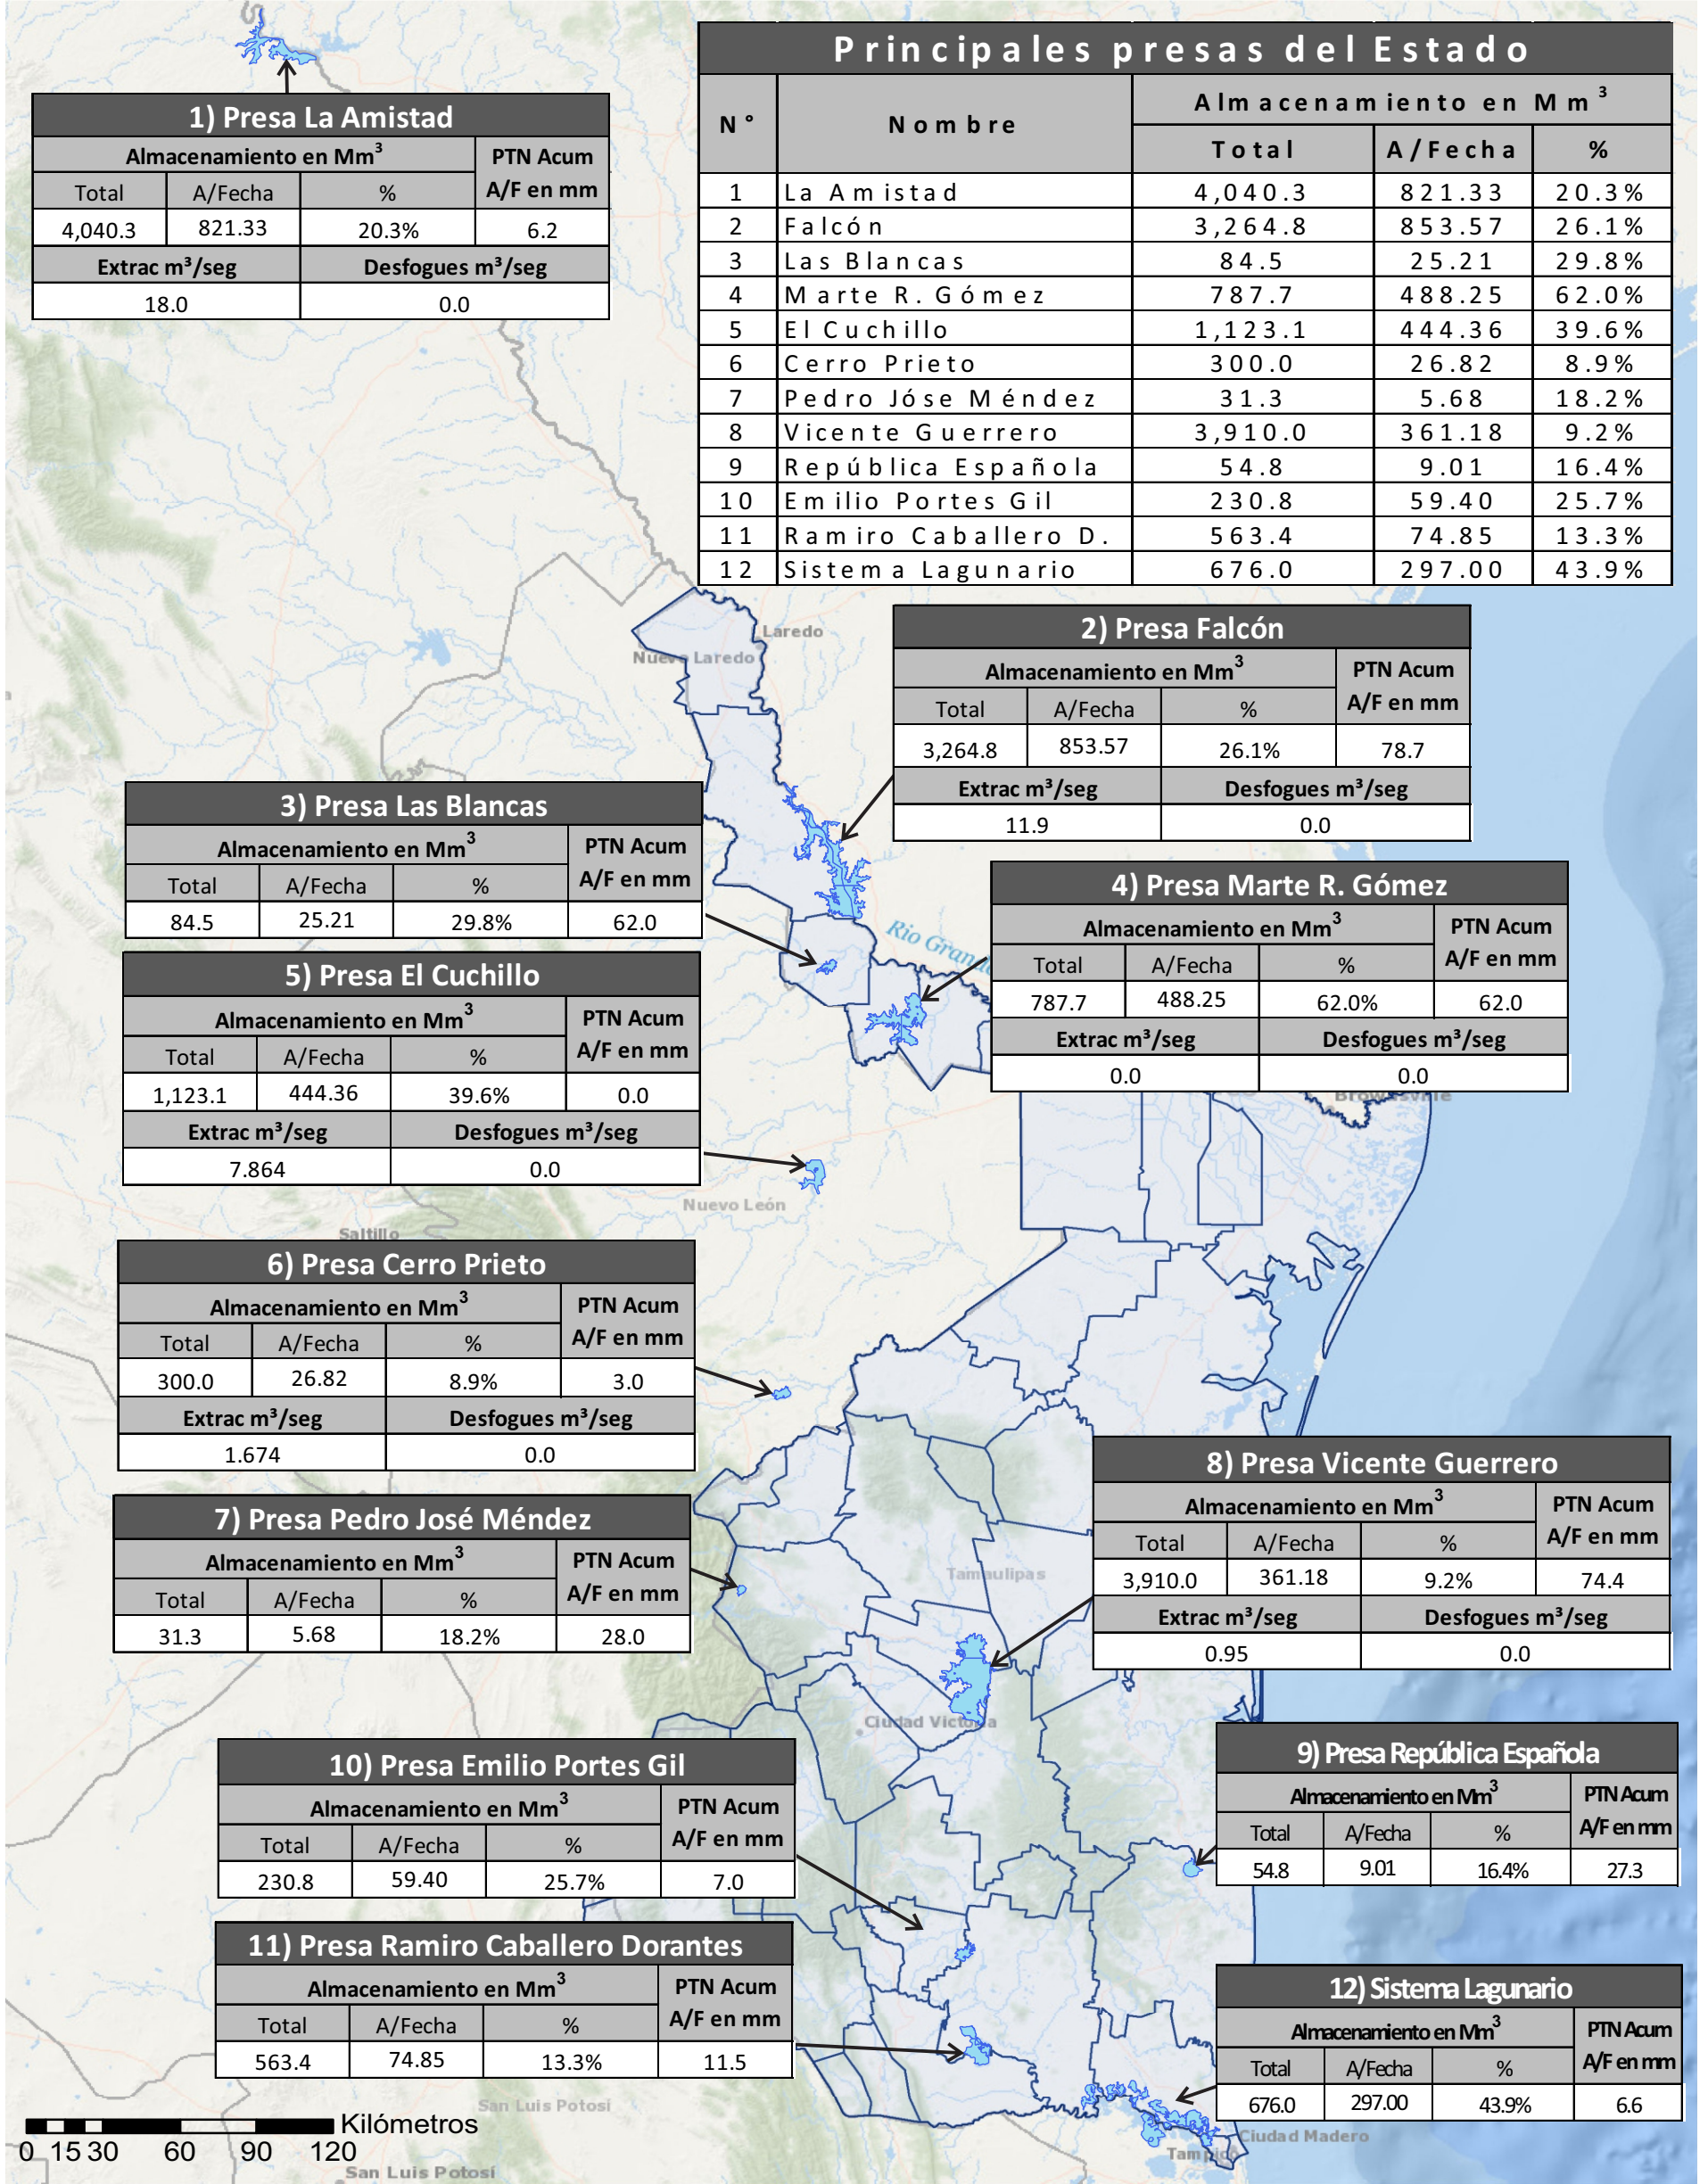 Principales presas del Estado
N° Nombre Almacenamiento en Mm³
Total A/Fecha %
1 La Amistad 4,040.3 821.33 20.3%
2 Falcón 3,264.8 853.57 26.1%
3 Las Blancas 84.5 25.21 29.8%
4 Marte R. Gómez 787.7 488.25 62.0%
5 El Cuchillo 1,123.1 444.36 39.6%
6 Cerro Prieto 300.0 26.82 8.9%
7 Pedro Jóse Méndez 31.3 5.68 18.2%
8 Vicente Guerrero 3,910.0 361.18 9.2%
9 República Española 54.8 9.01 16.4%
10 Emilio Portes Gil 230.8 59.40 25.7%
11 Ramiro Caballero D. 563.4 74.85 13.3%
12 Sistema Lagunario 676.0 297.00 43.9%
1) Presa La Amistad
Almacenamiento en Mm³ PTN Acum
Total A/Fecha % A/F en mm
4,040.3 821.33 20.3% 6.2
Extrac m³/seg Desfogues m³/seg
18.0 0.0
Laredo
Nuevo Laredo
2) Presa Falcón
Almacenamiento en Mm³ PTN Acum
Total A/Fecha % A/F en mm
3,264.8 853.57 26.1% 78.7
Extrac m³/seg Desfogues m³/seg
11.9 0.0
3) Presa Las Blancas
Almacenamiento en Mm³ PTN Acum
Total A/Fecha % A/F en mm
84.5 25.21 29.8% 62.0
Rio Grande
4) Presa Marte R. Gómez
Almacenamiento en Mm³ PTN Acum
Total A/Fecha % A/F en mm
787.7 488.25 62.0% 62.0
Extrac m³/seg Desfogues m³/seg
0.0 0.0
Brownsville
5) Presa El Cuchillo
Almacenamiento en Mm³ PTN Acum
Total A/Fecha % A/F en mm
1,123.1 444.36 39.6% 0.0
Extrac m³/seg Desfogues m³/seg
7.864 0.0
Nuevo León
Saltillo
6) Presa Cerro Prieto
Almacenamiento en Mm³ PTN Acum
Total A/Fecha % A/F en mm
300.0 26.82 8.9% 3.0
Extrac m³/seg Desfogues m³/seg
1.674 0.0
7) Presa Pedro José Méndez
Almacenamiento en Mm³ PTN Acum
Total A/Fecha % A/F en mm
31.3 5.68 18.2% 28.0
Tamaulipas
8) Presa Vicente Guerrero
Almacenamiento en Mm³ PTN Acum
Total A/Fecha % A/F en mm
3,910.0 361.18 9.2% 74.4
Extrac m³/seg Desfogues m³/seg
0.95 0.0
Ciudad Victoria
9) Presa República Española
Almacenamiento en Mm³ PTN Acum
Total A/Fecha % A/F en mm
54.8 9.01 16.4% 27.3
10) Presa Emilio Portes Gil
Almacenamiento en Mm³ PTN Acum
Total A/Fecha % A/F en mm
230.8 59.40 25.7% 7.0
11) Presa Ramiro Caballero Dorantes
Almacenamiento en Mm³ PTN Acum
Total A/Fecha % A/F en mm
563.4 74.85 13.3% 11.5
12) Sistema Lagunario
Almacenamiento en Mm³ PTN Acum
Total A/Fecha % A/F en mm
676.0 297.00 43.9% 6.6
San Luis Potosi
Ciudad Madero
Tampico
Kilómetros
0 15 30 60 90 120
San Luis Potosí